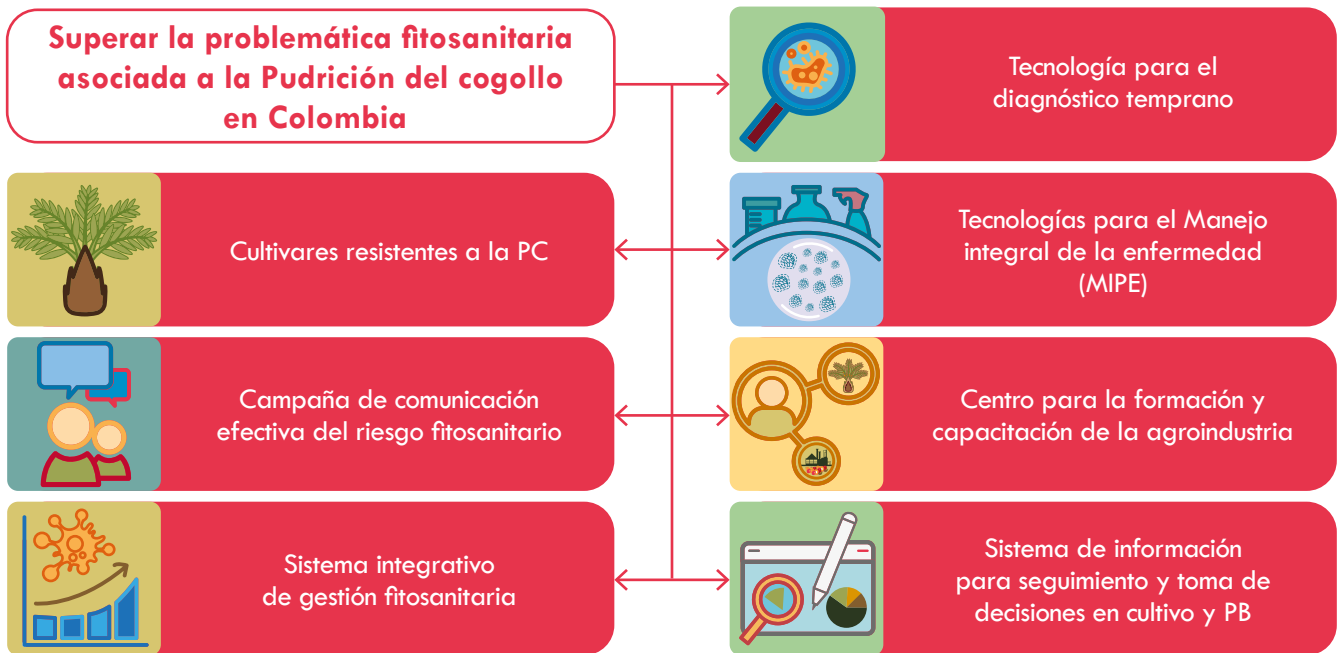 Superar la problemática fitosanitaria
asociada a la Pudrición del cogollo
en Colombia
Tecnología para el
diagnóstico temprano
Cultivares resistentes a la PC
Tecnologías para el Manejo
integral de la enfermedad
(MIPE)
Campaña de comunicación
efectiva del riesgo fitosanitario
Centro para la formación y
capacitación de la agroindustria
Sistema integrativo
de gestión fitosanitaria
Sistema de información
para seguimiento y toma de
decisiones en cultivo y PB